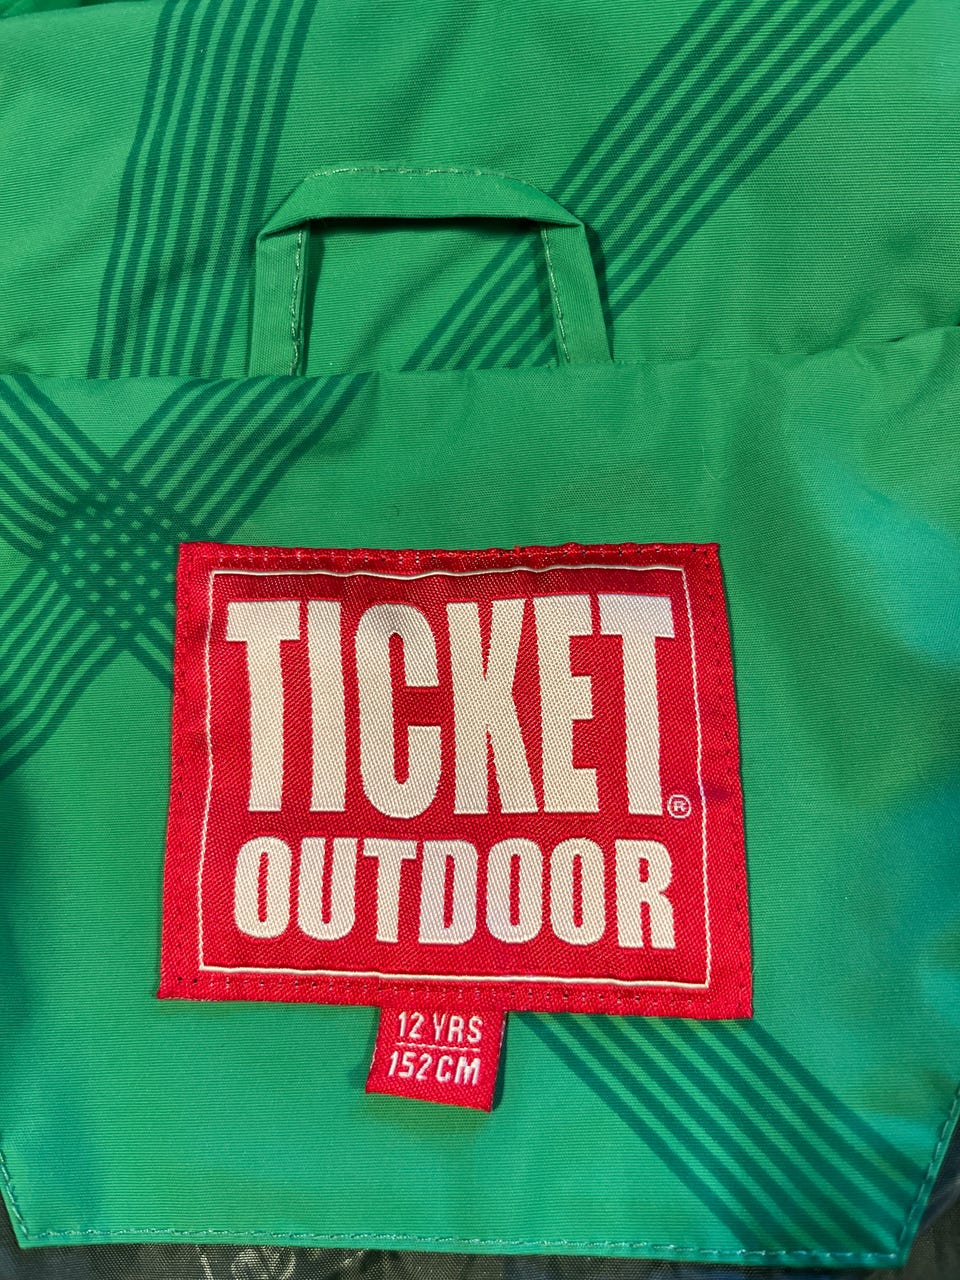 TICKET®
OUTDOOR
12 YRS
152 CM